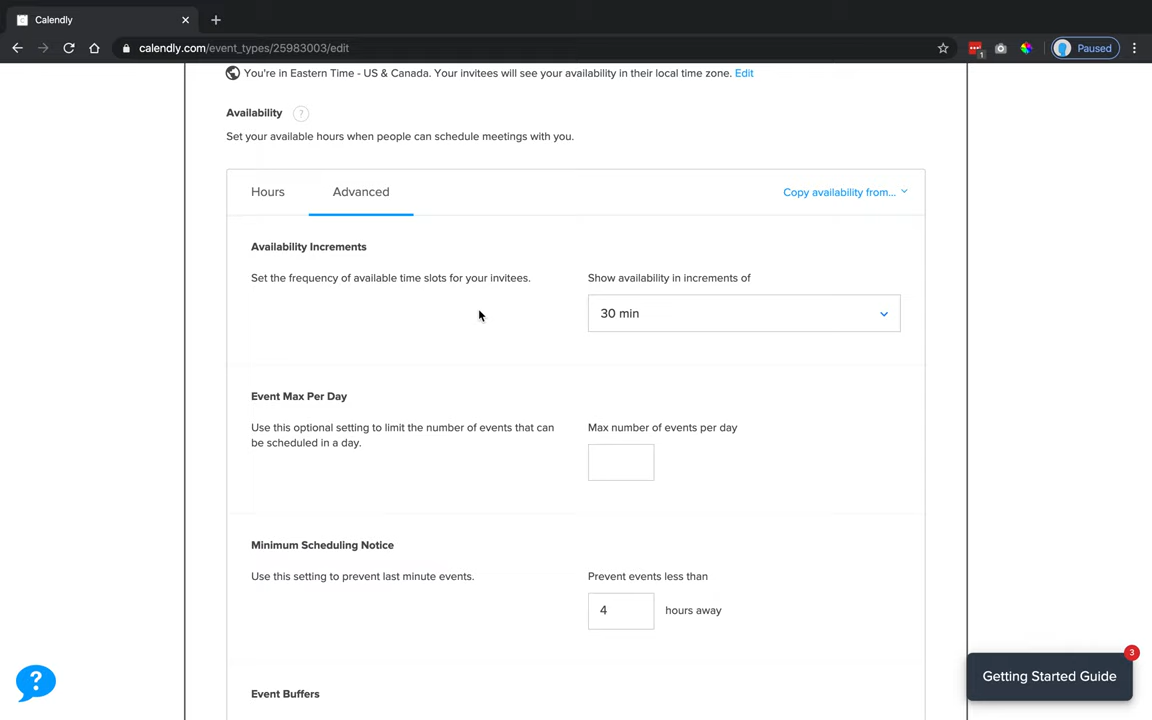 Calendly
calendly.com/event_types/25983003/edit
1
Paused
You're in Eastern Time - US & Canada. Your invitees will see your availability in their local time zone. Edit
Availability ?
Set your available hours when people can schedule meetings with you.
Hours Advanced Copy availability from...
Availability Increments
Set the frequency of available time slots for your invitees. Show availability in increments of
30 min
Event Max Per Day
Use this optional setting to limit the number of events that can Max number of events per day
be scheduled in a day.
Minimum Scheduling Notice
Use this setting to prevent last minute events. Prevent events less than
4 hours away
3
Getting Started Guide
?
Event Buffers